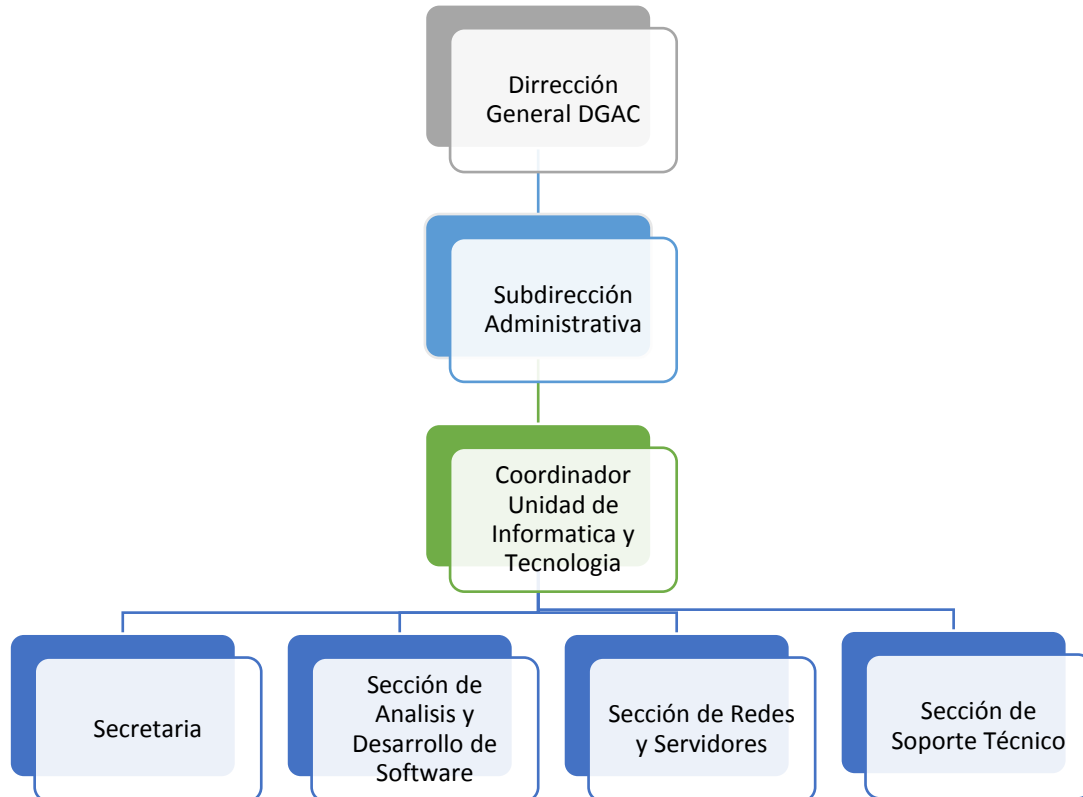 Dirrección
General DGAC
Subdirección
Administrativa
Coordinador
Unidad de
Informatica y
Tecnologia
Secretaria
Sección de
Analisis y
Desarrollo de
Software
Sección de Redes
y Servidores
Sección de
Soporte Técnico